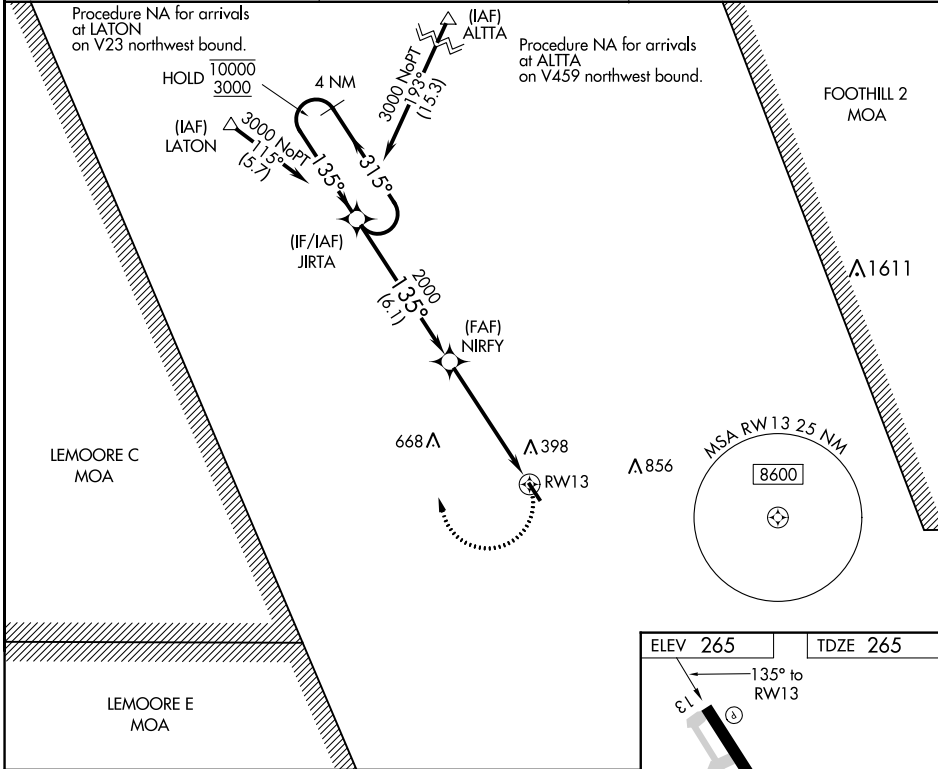 Procedure NA for arrivals
at LATON
on V23 northwest bound.
HOLD
10000
3000
4 NM
(IAF)
ALTTA
3000 NoPT
193°
(15.3)
Procedure NA for arrivals
at ALTTA
on V459 northwest bound.
FOOTHILL 2
MOA
(IAF)
LATON
3000 NoPT
115°
(5.7)
135°
315°
(IF/IAF)
JIRTA
2000
135°
(6.1)
1611
(FAF)
NIRFY
LEMOORE C
MOA
668
398
RW13
856
MSA RW13 25 NM
8600
LEMOORE E
MOA
ELEV 265
TDZE 265
135° to
RW13
13
P